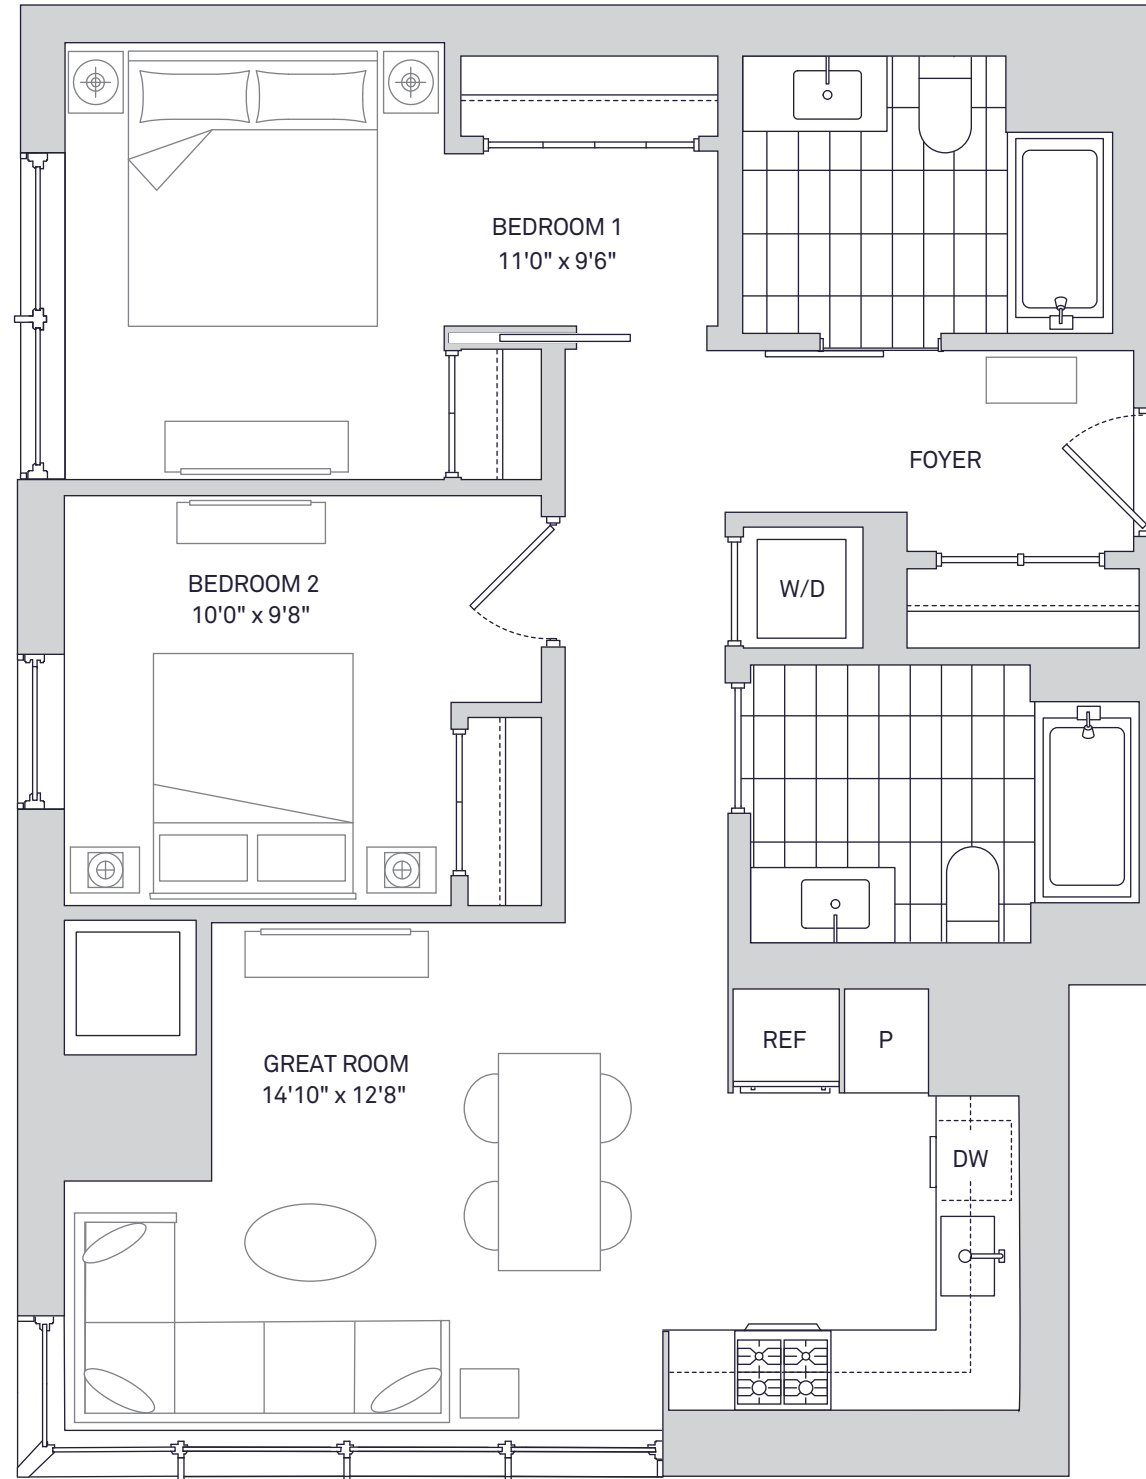 BEDROOM 1
11'0" x 9'6"
FOYER
BEDROOM 2
10'0" x 9'8"
W/D
REF
P
GREAT ROOM
14'10" x 12'8"
DW